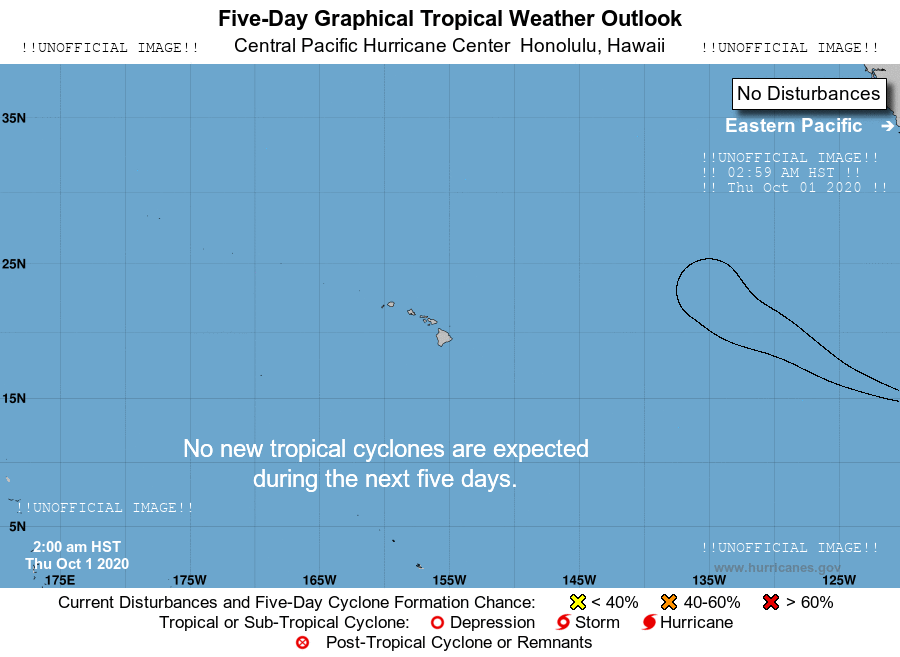 Five-Day Graphical Tropical Weather Outlook
!!UNOFFICIAL IMAGE!! Central Pacific Hurricane Center Honolulu, Hawaii !!UNOFFICIAL IMAGE!!
No Disturbances
35N
Eastern Pacific →
!!UNOFFICIAL IMAGE!!
!! 02:59 AM HST !!
!! Thu Oct 01 2020 !!
25N
15N
No new tropical cyclones are expected
during the next five days.
!!UNOFFICIAL IMAGE!!
5N
2:00 am HST
Thu Oct 1 2020
!!UNOFFICIAL IMAGE!!
www.hurricanes.gov
175E 175W 165W 155W 145W 135W 125W
Current Disturbances and Five-Day Cyclone Formation Chance: < 40% 40-60% > 60%
Tropical or Sub-Tropical Cyclone: Depression Storm Hurricane
Post-Tropical Cyclone or Remnants